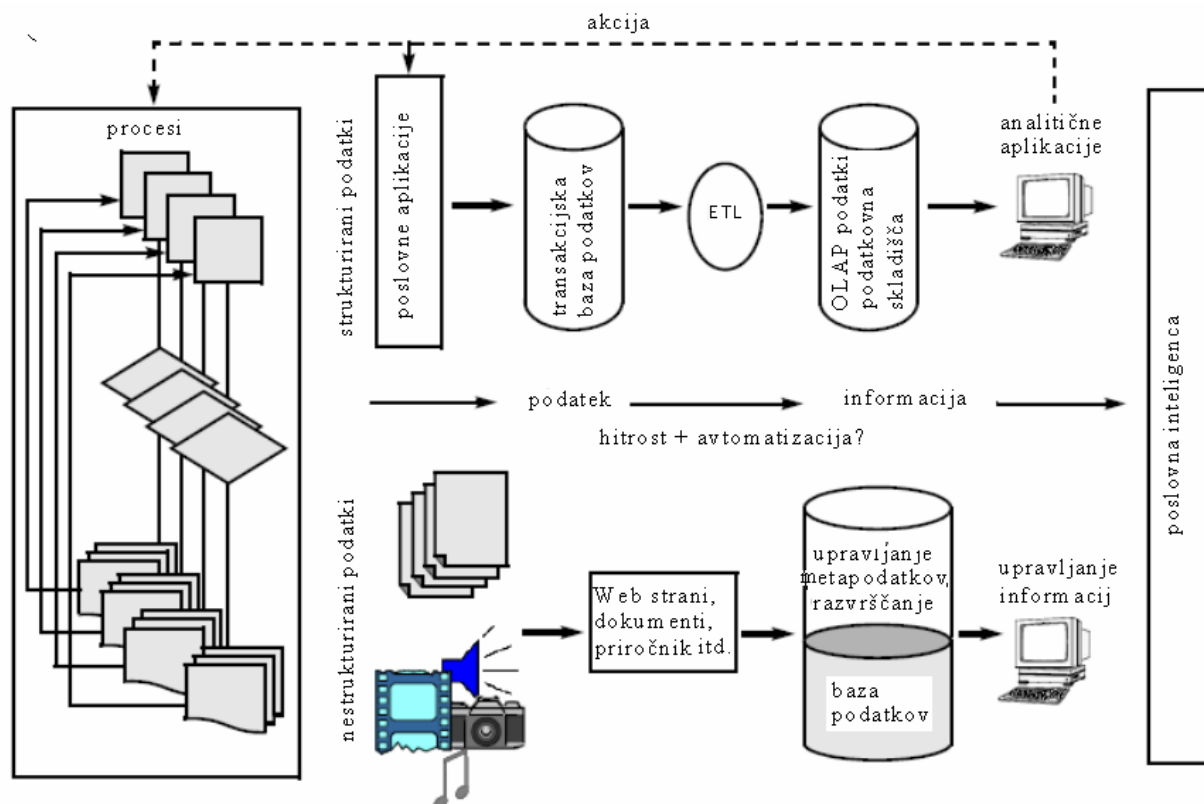 akcija
procesi
strukturirani podatki
poslovne aplikacije
transakcijska
baza podatkov
ETL
OLAP podatki
podatkovna
skladišča
analitične
aplikacije
podatek
informacija
hitrost + avtomatizacija?
poslovna inteligenca
nestrukturirani podatki
Web strani,
dokumenti,
priročnik itd.
upravljanje
metapodatkov,
razvrščanje
baza
podatkov
upravljanje
informacij